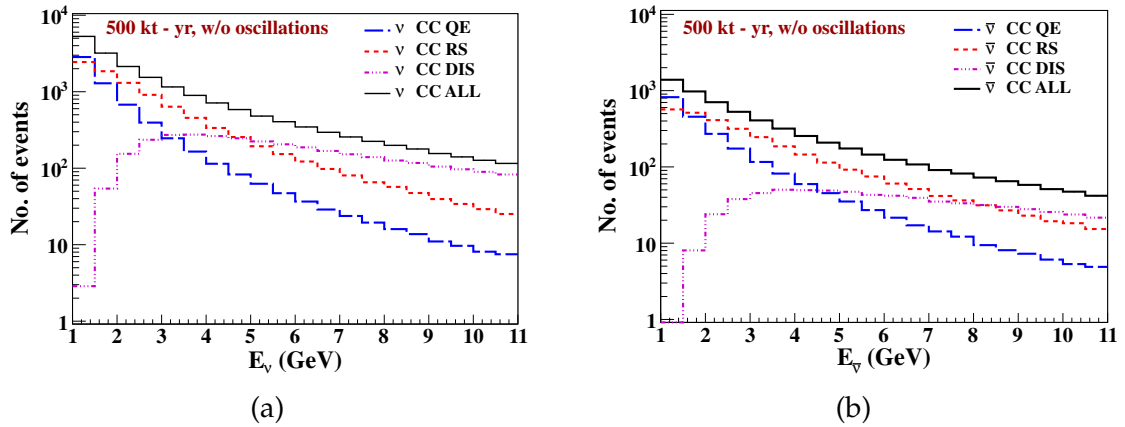 500 kt - yr, w/o oscillations
ν CC QE
ν CC RS
ν CC DIS
ν CC ALL
No. of events
10⁴
10³
10²
10
1
1 2 3 4 5 6 7 8 9 10 11
E_ν (GeV)
(a)
500 kt - yr, w/o oscillations
ν̅ CC QE
ν̅ CC RS
ν̅ CC DIS
ν̅ CC ALL
No. of events
10⁴
10³
10²
10
1
1 2 3 4 5 6 7 8 9 10 11
E_ν̅ (GeV)
(b)